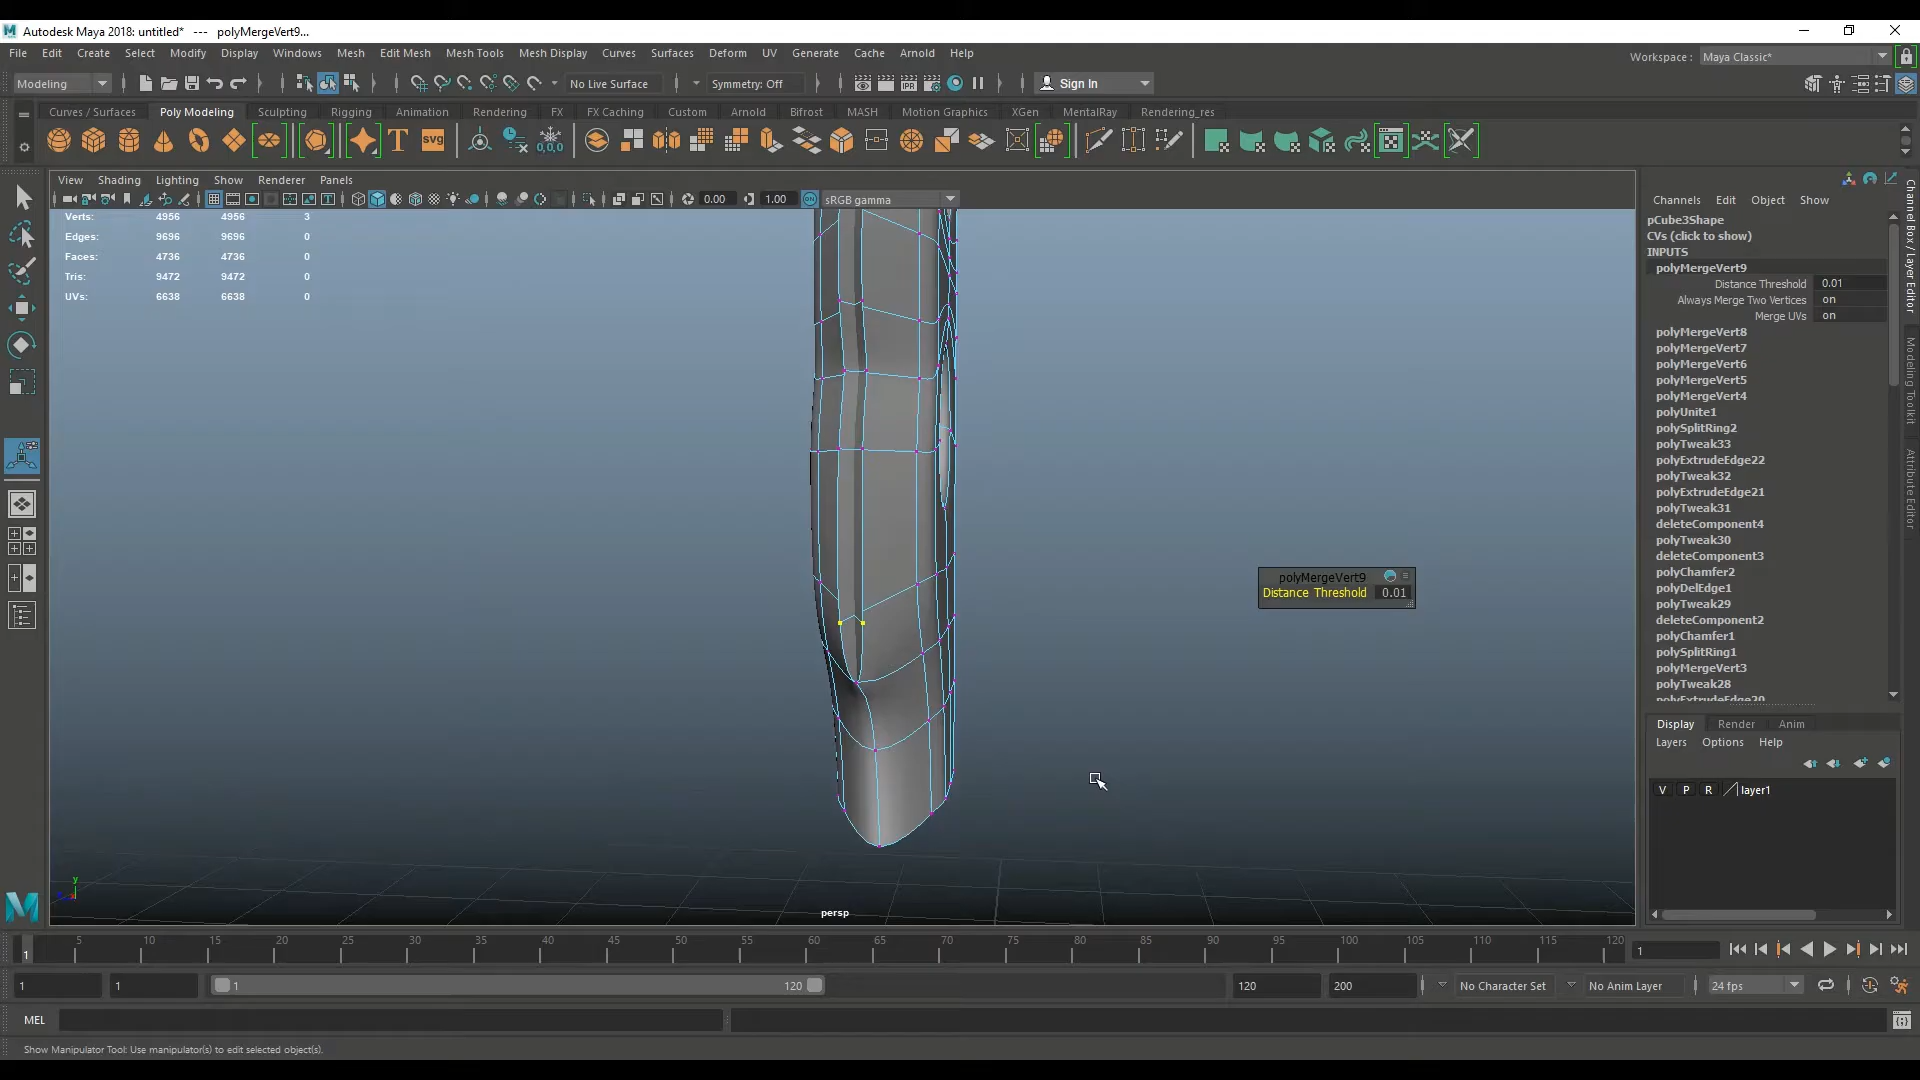 Autodesk Maya 2018: untitled* --- polyMergeVert9...
File Edit Create Select Modify Display Windows Mesh Edit Mesh Mesh Tools Mesh Display Curves Surfaces Deform UV Generate Cache Arnold Help
Workspace : Maya Classic*
Modeling No Live Surface Symmetry: Off Sign In
Curves / Surfaces Poly Modeling Sculpting Rigging Animation Rendering FX FX Caching Custom Arnold Bifrost MASH Motion Graphics XGen MentalRay Rendering_res
T SVG 0,0,0
View Shading Lighting Show Renderer Panels
0.00 1.00 sRGB gamma
Verts: 4956 4956 3
Edges: 9696 9696 0
Faces: 4736 4736 0
Tris: 9472 9472 0
UVs: 6638 6638 0
polyMergeVert9
Distance Threshold 0.01
y
persp
Channels Edit Object Show
pCube3Shape
CVs (click to show)
INPUTS
polyMergeVert9
Distance Threshold 0.01
Always Merge Two Vertices on
Merge UVs on
polyMergeVert8
polyMergeVert7
polyMergeVert6
polyMergeVert5
polyMergeVert4
polyUnite1
polySplitRing2
polyTweak33
polyExtrudeEdge22
polyTweak32
polyExtrudeEdge21
polyTweak31
deleteComponent4
polyTweak30
deleteComponent3
polyChamfer2
polyDelEdge1
polyTweak29
deleteComponent2
polyChamfer1
polySplitRing1
polyMergeVert3
polyTweak28
polyExtrudeEdge20
Channel Box / Layer Editor
Modeling Toolkit
Attribute Editor
Display Render Anim
Layers Options Help
V P R layer1
1 5 10 15 20 25 30 35 40 45 50 55 60 65 70 75 80 85 90 95 100 105 110 115 120 1
1 1 1 120 120 200 No Character Set No Anim Layer 24 fps
MEL
Show Manipulator Tool: Use manipulator(s) to edit selected object(s).